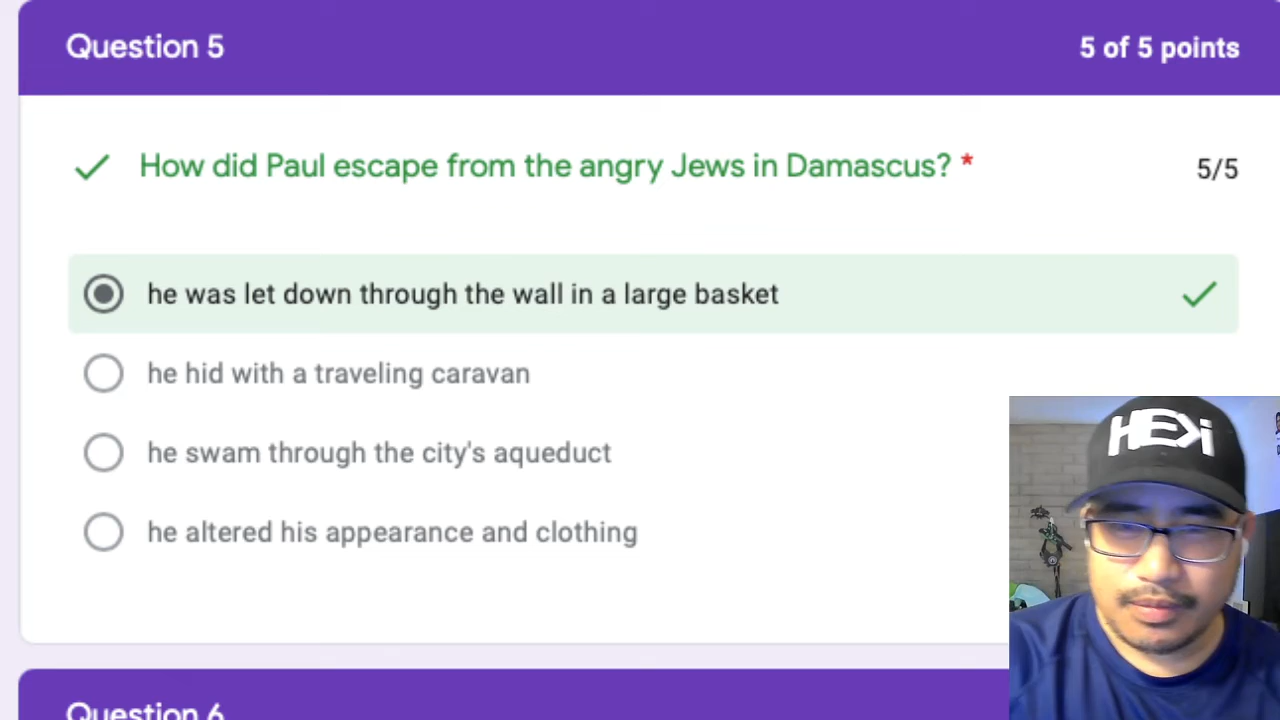 Question 5
5 of 5 points
How did Paul escape from the angry Jews in Damascus? *
5/5
he was let down through the wall in a large basket
he hid with a traveling caravan
he swam through the city's aqueduct
he altered his appearance and clothing
HE>i
Question 6